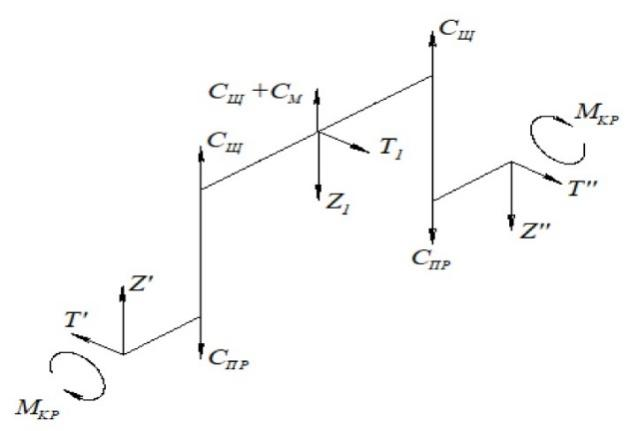 C_Щ
C_Щ + C_М
M_КР
C_Щ
T_1
T''
Z_1
Z''
C_ПР
Z'
T'
C_ПР
M_КР